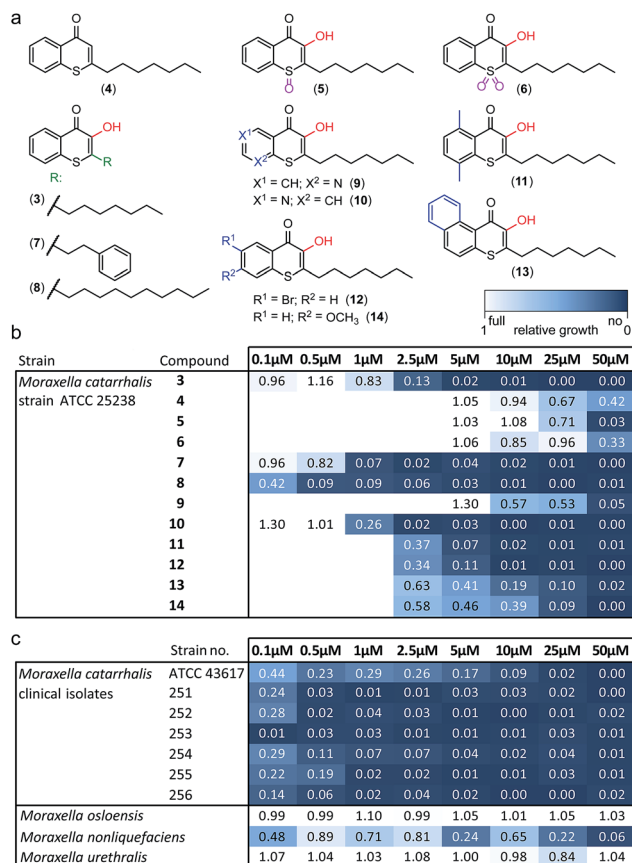 a
O
S
(4)
O
OH
S
O
(5)
O
OH
S
O O
(6)
O
OH
S
R
R:
(3)
(7)
(8)
O
X¹
OH
X²
S
X¹ = CH; X² = N (9)
X¹ = N; X² = CH (10)
O
OH
S
(11)
O
R¹
OH
R²
S
R¹ = Br; R² = H (12)
R¹ = H; R² = OCH₃ (14)
O
OH
S
(13)
full no
1 relative growth 0
b
Strain Compound 0.1µM 0.5µM 1µM 2.5µM 5µM 10µM 25µM 50µM
Moraxella catarrhalis 3 0.96 1.16 0.83 0.13 0.02 0.01 0.00 0.00
strain ATCC 25238 4 1.05 0.94 0.67 0.42
5 1.03 1.08 0.71 0.03
6 1.06 0.85 0.96 0.33
7 0.96 0.82 0.07 0.02 0.04 0.02 0.01 0.00
8 0.42 0.09 0.09 0.06 0.03 0.01 0.00 0.01
9 1.30 0.57 0.53 0.05
10 1.30 1.01 0.26 0.02 0.03 0.00 0.01 0.00
11 0.37 0.07 0.02 0.01 0.01
12 0.34 0.11 0.01 0.01 0.00
13 0.63 0.41 0.19 0.10 0.02
14 0.58 0.46 0.39 0.09 0.00
c
Strain no. 0.1µM 0.5µM 1µM 2.5µM 5µM 10µM 25µM 50µM
Moraxella catarrhalis ATCC 43617 0.44 0.23 0.29 0.26 0.17 0.09 0.02 0.00
clinical isolates 251 0.24 0.03 0.01 0.01 0.03 0.03 0.02 0.00
252 0.28 0.02 0.04 0.03 0.01 0.00 0.01 0.02
253 0.01 0.03 0.03 0.01 0.01 0.01 0.03 0.01
254 0.29 0.11 0.07 0.07 0.04 0.02 0.04 0.01
255 0.22 0.19 0.02 0.02 0.01 0.01 0.03 0.01
256 0.14 0.06 0.02 0.04 0.02 0.00 0.01 0.02
Moraxella osloensis 0.99 0.99 1.10 0.99 1.05 1.01 1.05 1.03
Moraxella nonliquefaciens 0.48 0.89 0.71 0.81 0.24 0.65 0.22 0.06
Moraxella urethralis 1.07 1.04 1.03 1.08 1.00 0.98 0.84 1.04